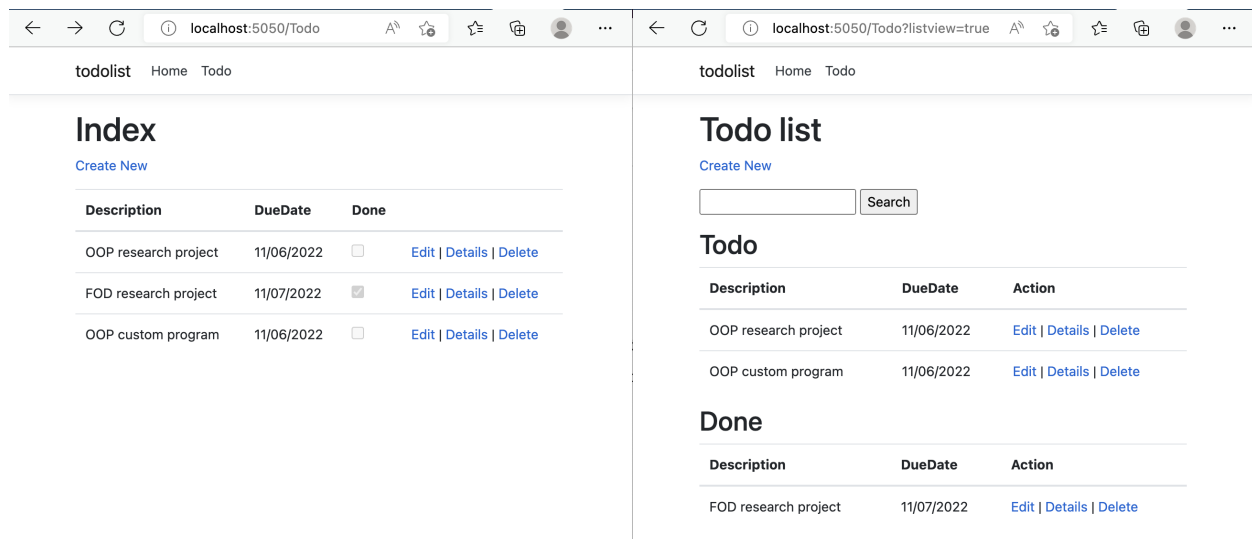 localhost:5050/Todo
todolist Home Todo
Index
Create New
Description DueDate Done
OOP research project 11/06/2022 Edit | Details | Delete
FOD research project 11/07/2022 Edit | Details | Delete
OOP custom program 11/06/2022 Edit | Details | Delete
localhost:5050/Todo?listview=true
todolist Home Todo
Todo list
Create New
Search
Todo
Description DueDate Action
OOP research project 11/06/2022 Edit | Details | Delete
OOP custom program 11/06/2022 Edit | Details | Delete
Done
Description DueDate Action
FOD research project 11/07/2022 Edit | Details | Delete